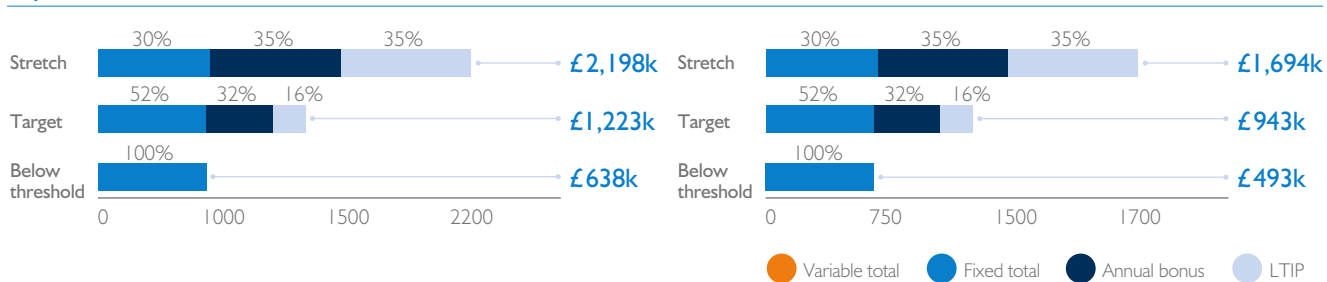 30% 35% 35%
Stretch £2,198k
52% 32% 16%
Target £1,223k
100%
Below
threshold £638k
0 1000 1500 2200
30% 35% 35%
Stretch £1,694k
52% 32% 16%
Target £943k
100%
Below
threshold £493k
0 750 1500 1700
Variable total Fixed total Annual bonus LTIP